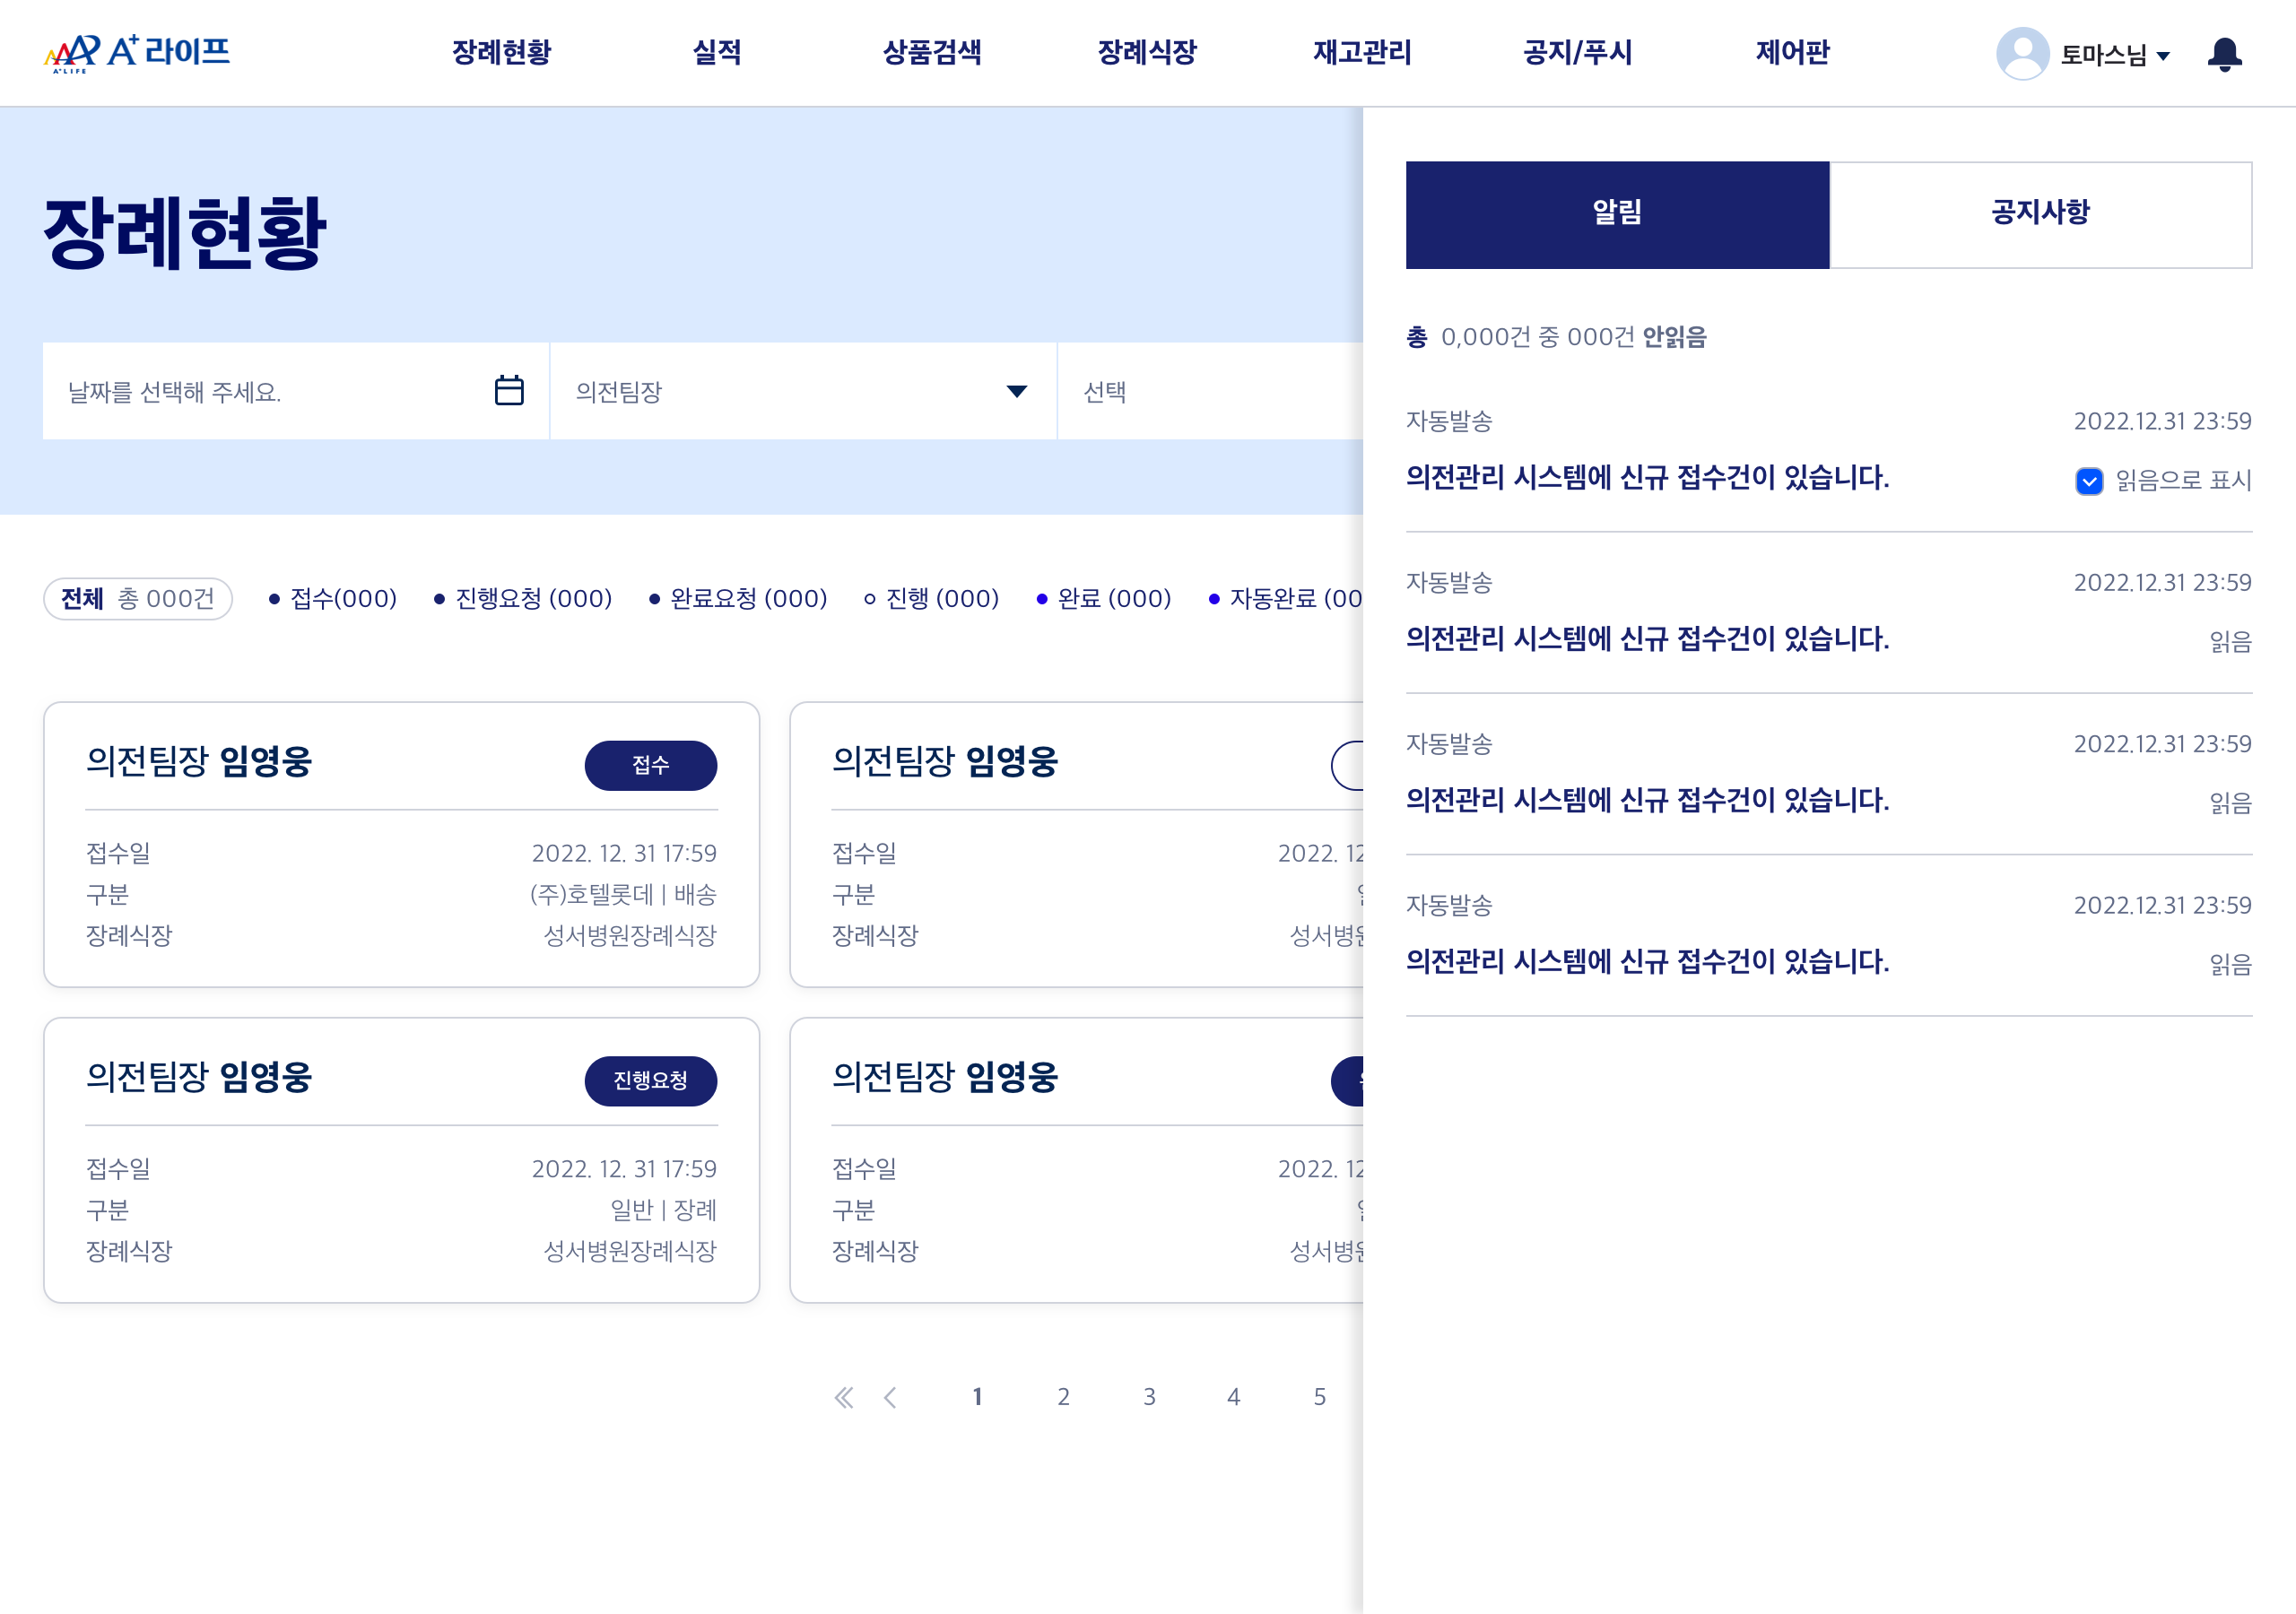 A+LIFE A+ 라이프
장례현황 실적 상품검색 장례식장 재고관리 공지/푸시 제어판 토마스님
장례현황
날짜를 선택해 주세요. 의전팀장 선택
전체 총 000건 접수(000) 진행요청 (000) 완료요청 (000) 진행 (000) 완료 (000) 자동완료 (00
의전팀장 임영웅 접수
접수일 2022. 12. 31 17:59
구분 (주)호텔롯데 | 배송
장례식장 성서병원장례식장
의전팀장 임영웅
접수일 2022. 12
구분
장례식장 성서병원
의전팀장 임영웅 진행요청
접수일 2022. 12. 31 17:59
구분 일반 | 장례
장례식장 성서병원장례식장
의전팀장 임영웅
접수일 2022. 12
구분
장례식장 성서병원
1 2 3 4 5
알림 공지사항
총 0,000건 중 000건 안읽음
자동발송 2022.12.31 23:59
의전관리 시스템에 신규 접수건이 있습니다. 읽음으로 표시
자동발송 2022.12.31 23:59
의전관리 시스템에 신규 접수건이 있습니다. 읽음
자동발송 2022.12.31 23:59
의전관리 시스템에 신규 접수건이 있습니다. 읽음
자동발송 2022.12.31 23:59
의전관리 시스템에 신규 접수건이 있습니다. 읽음